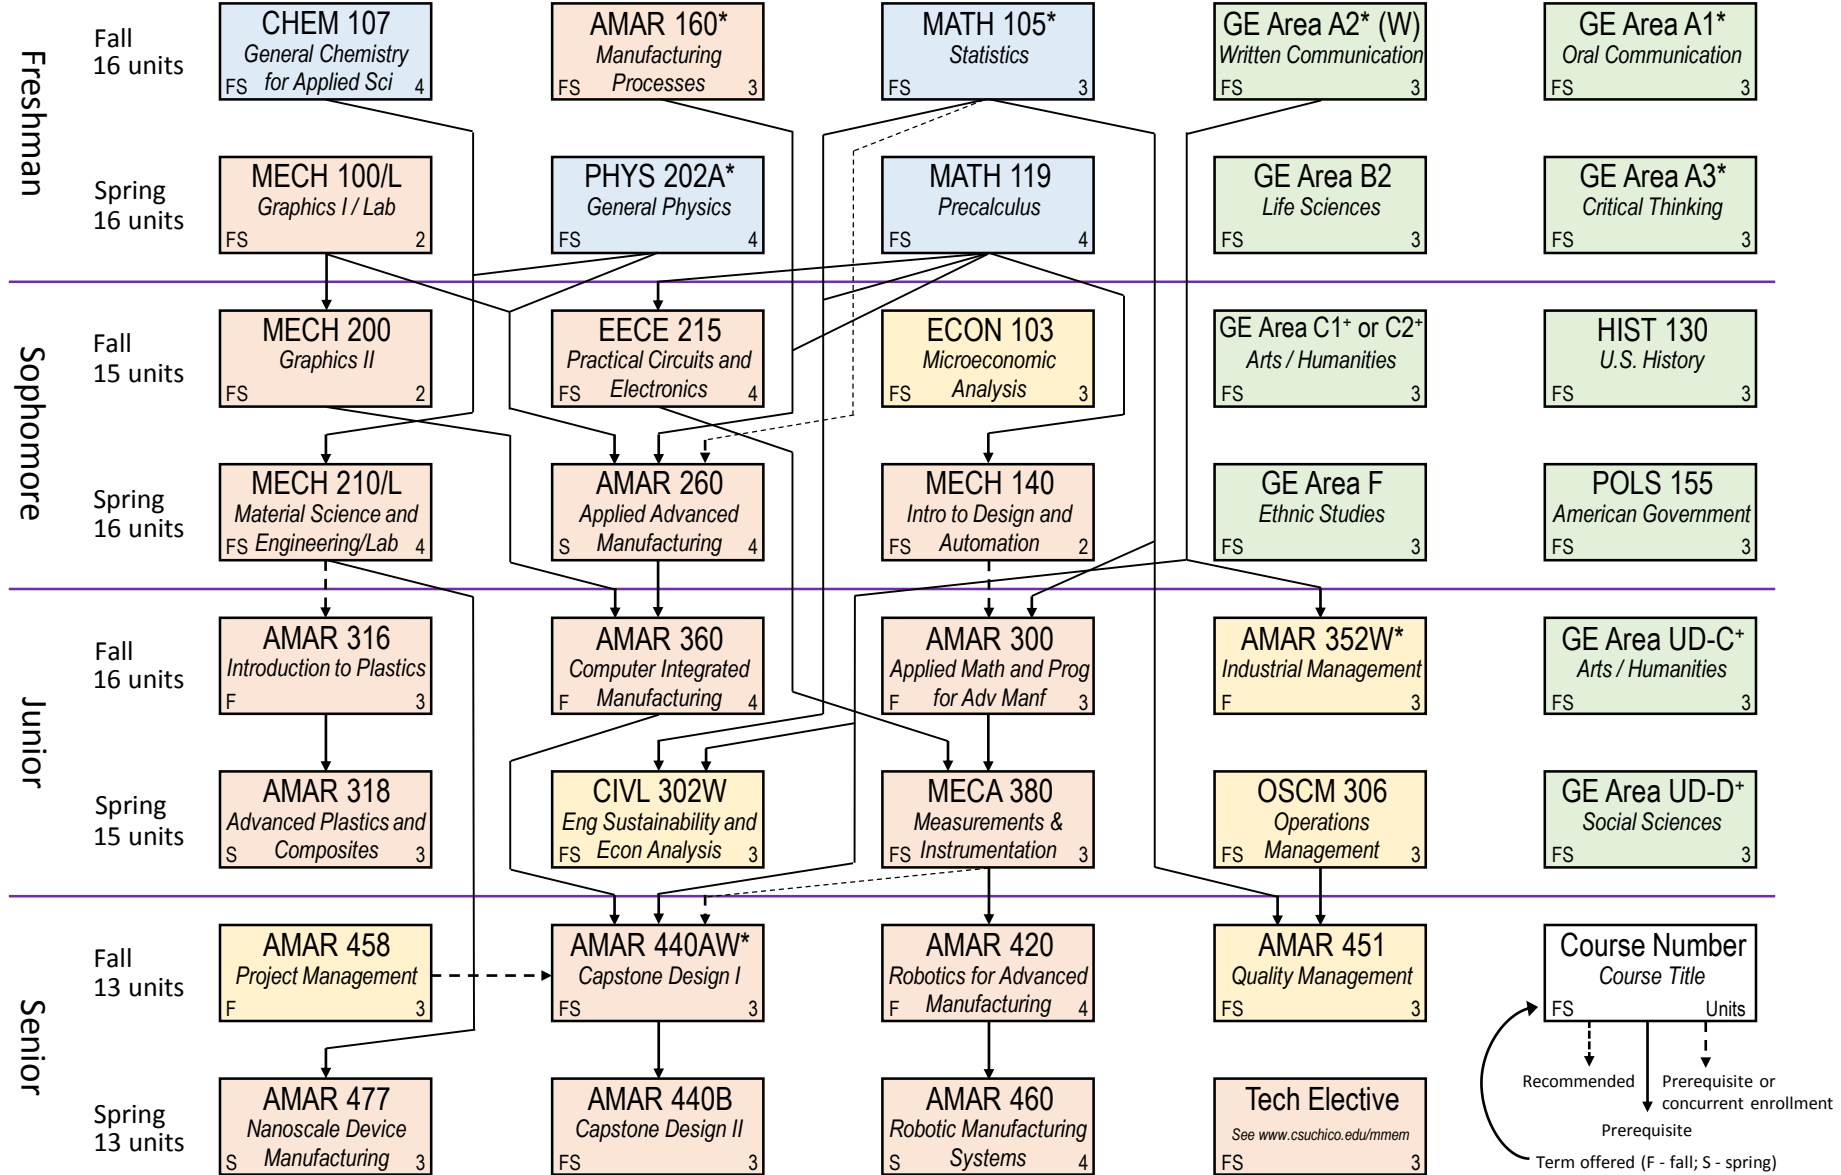 Freshman
Fall
16 units
CHEM 107
General Chemistry
for Applied Sci
FS 4
AMAR 160*
Manufacturing
Processes
FS 3
MATH 105*
Statistics
FS 3
GE Area A2* (W)
Written Communication
FS 3
GE Area A1*
Oral Communication
FS 3
Spring
16 units
MECH 100/L
Graphics I / Lab
FS 2
PHYS 202A*
General Physics
FS 4
MATH 119
Precalculus
FS 4
GE Area B2
Life Sciences
FS 3
GE Area A3*
Critical Thinking
FS 3
Sophomore
Fall
15 units
MECH 200
Graphics II
FS 2
EECE 215
Practical Circuits and
Electronics
FS 4
ECON 103
Microeconomic
Analysis
FS 3
GE Area C1+ or C2+
Arts / Humanities
FS 3
HIST 130
U.S. History
FS 3
Spring
16 units
MECH 210/L
Material Science and
Engineering/Lab
FS 4
AMAR 260
Applied Advanced
Manufacturing
S 4
MECH 140
Intro to Design and
Automation
FS 2
GE Area F
Ethnic Studies
FS 3
POLS 155
American Government
FS 3
Junior
Fall
16 units
AMAR 316
Introduction to Plastics
F 3
AMAR 360
Computer Integrated
Manufacturing
F 4
AMAR 300
Applied Math and Prog
for Adv Manf
F 3
AMAR 352W*
Industrial Management
F 3
GE Area UD-C+
Arts / Humanities
FS 3
Spring
15 units
AMAR 318
Advanced Plastics and
Composites
S 3
CIVL 302W
Eng Sustainability and
Econ Analysis
FS 3
MECA 380
Measurements &
Instrumentation
FS 3
OSCM 306
Operations
Management
FS 3
GE Area UD-D+
Social Sciences
FS 3
Senior
Fall
13 units
AMAR 458
Project Management
F 3
AMAR 440AW*
Capstone Design I
FS 3
AMAR 420
Robotics for Advanced
Manufacturing
F 4
AMAR 451
Quality Management
FS 3
Course Number
Course Title
FS Units
Recommended
Prerequisite or
concurrent enrollment
Prerequisite
Term offered (F - fall; S - spring)
Spring
13 units
AMAR 477
Nanoscale Device
Manufacturing
S 3
AMAR 440B
Capstone Design II
FS 3
AMAR 460
Robotic Manufacturing
Systems
S 4
Tech Elective
See www.csuchico.edu/mmem
FS 3